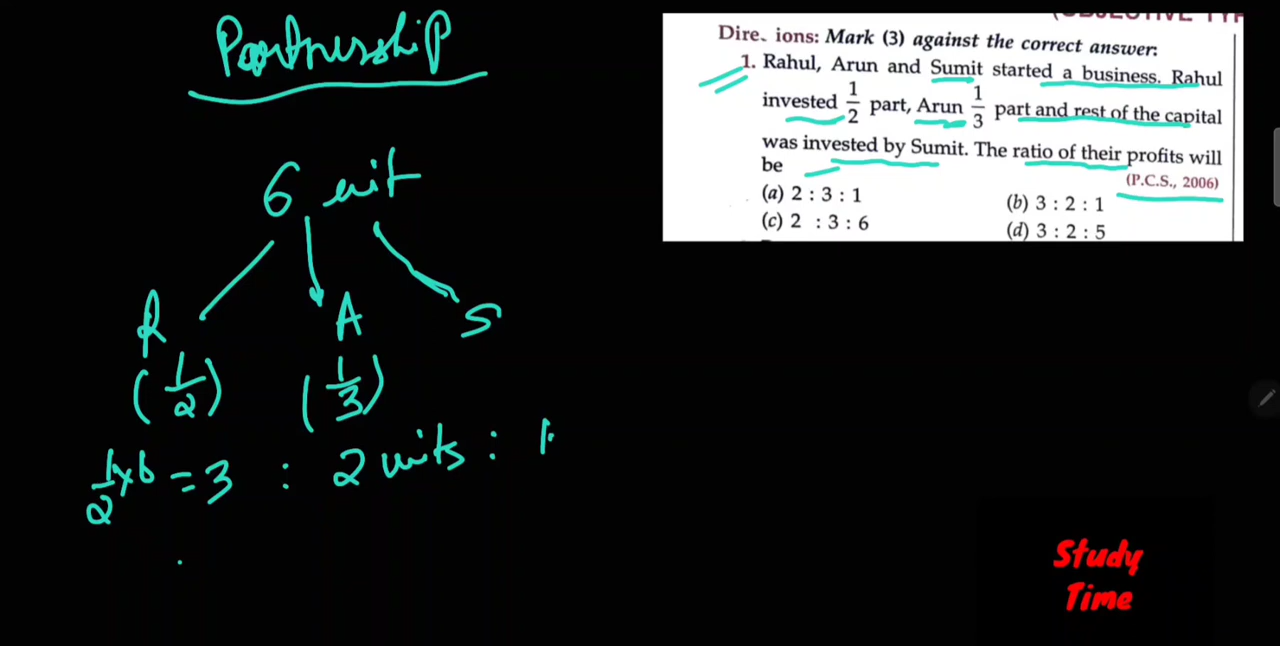 Partnership
6 unit
R A S
(1/2) (1/3)
1/2 x 6 = 3 : 2 units : 1
Dire ions: Mark (3) against the correct answer:
1. Rahul, Arun and Sumit started a business. Rahul
invested 1/2 part, Arun 1/3 part and rest of the capital
was invested by Sumit. The ratio of their profits will
be
(P.C.S., 2006)
(a) 2 : 3 : 1
(b) 3 : 2 : 1
(c) 2 : 3 : 6
(d) 3 : 2 : 5
Study
Time